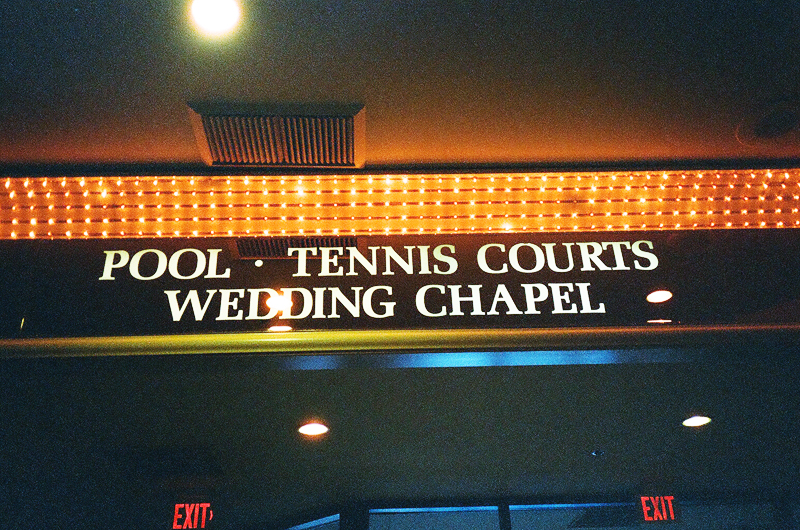 POOL · TENNIS COURTS
WEDDING CHAPEL
EXIT
EXIT